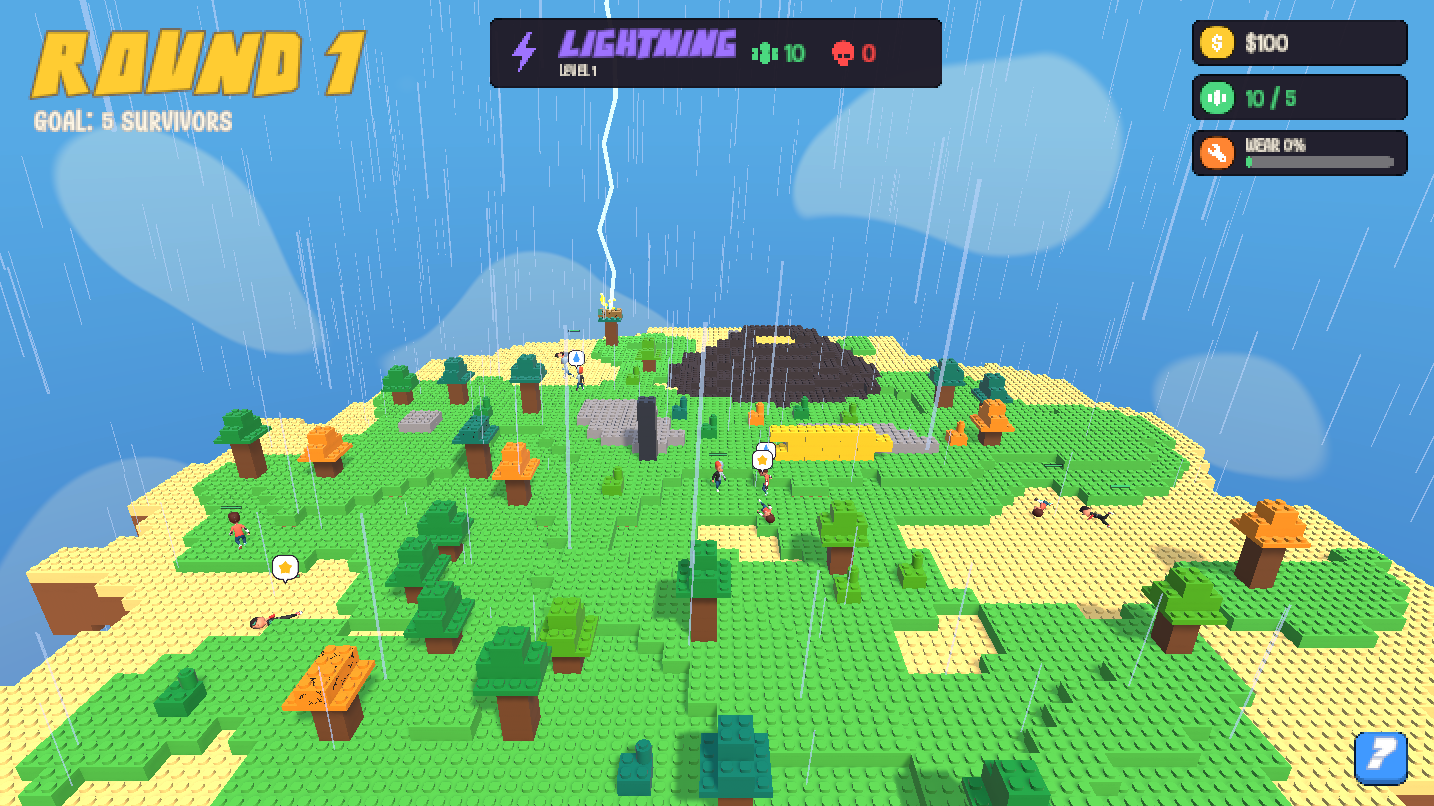 ROUND 1
GOAL: 5 SURVIVORS
LIGHTNING
LEVEL 1
10
0
$100
10 / 5
WEAR 0%
?